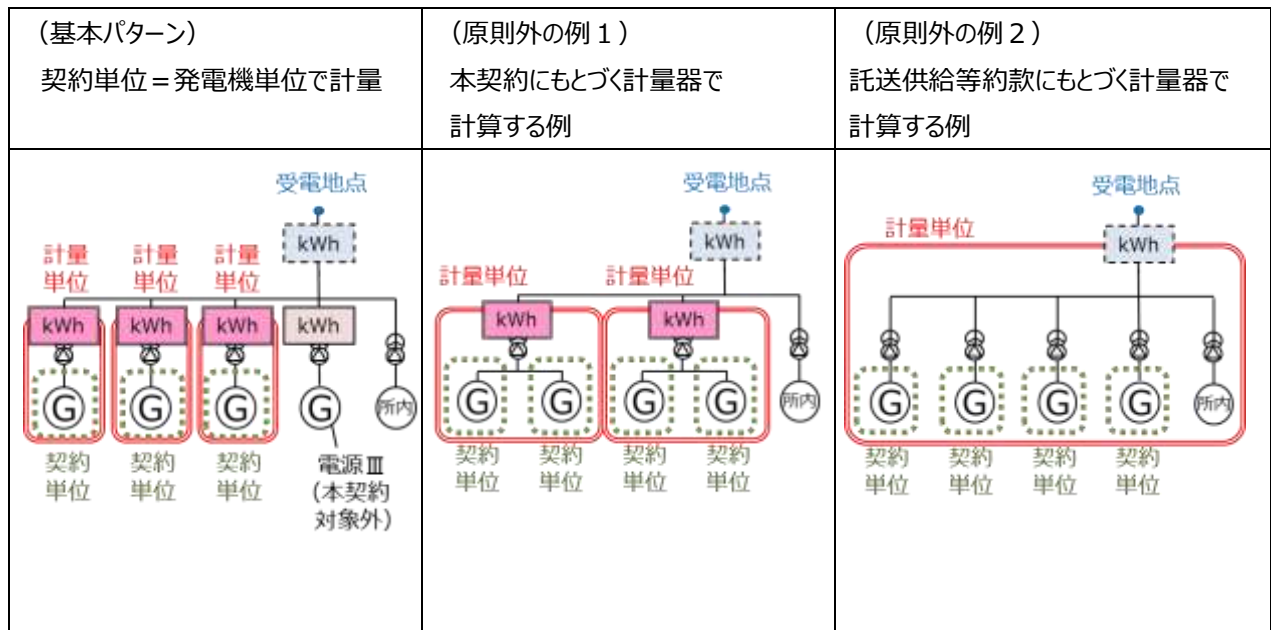 （基本パターン）
契約単位＝発電機単位で計量
（原則外の例１）
本契約にもとづく計量器で
計算する例
（原則外の例２）
託送供給等約款にもとづく計量器で
計算する例
受電地点
kWh
計量
単位
計量
単位
計量
単位
kWh
kWh
kWh
kWh
G
G
G
G
所内
契約
単位
契約
単位
契約
単位
電源Ⅲ
（本契約
対象外）
受電地点
kWh
計量単位
計量単位
kWh
kWh
G
G
G
G
所内
契約
単位
契約
単位
契約
単位
契約
単位
受電地点
計量単位
kWh
G
G
G
G
所内
契約
単位
契約
単位
契約
単位
契約
単位